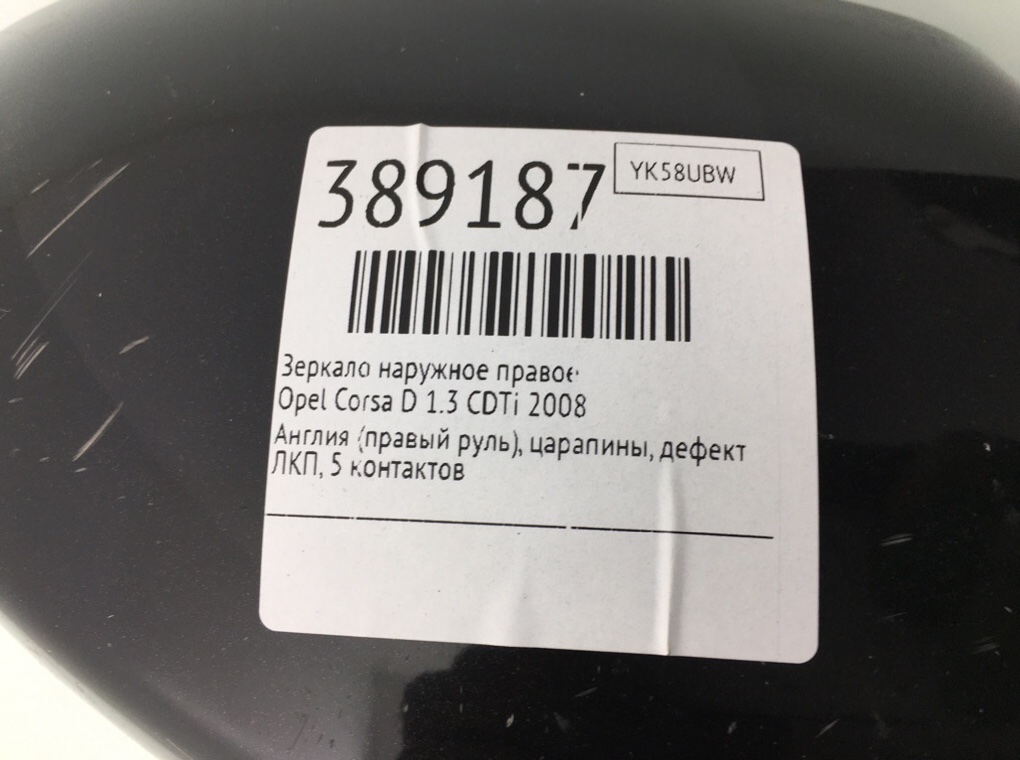 389187
YK58UBW
Зеркало наружное правое
Opel Corsa D 1.3 CDTi 2008
Англия (правый руль), царапины, дефект
ЛКП, 5 контактов